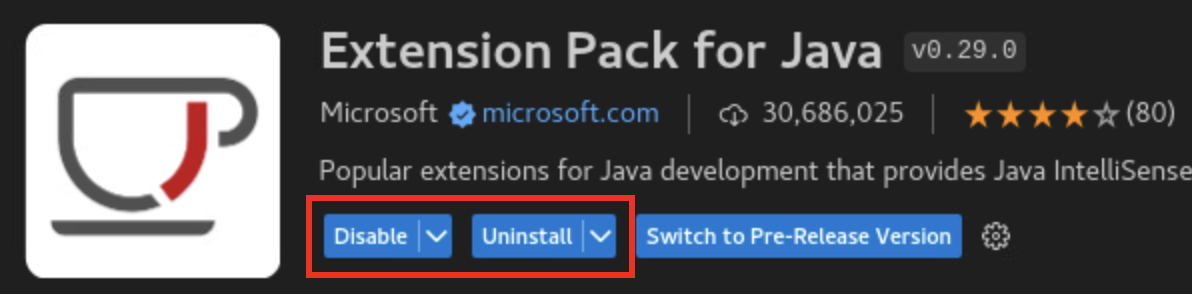 Extension Pack for Java v0.29.0
Microsoft microsoft.com 30,686,025 (80)
Popular extensions for Java development that provides Java IntelliSense
Disable Uninstall Switch to Pre-Release Version